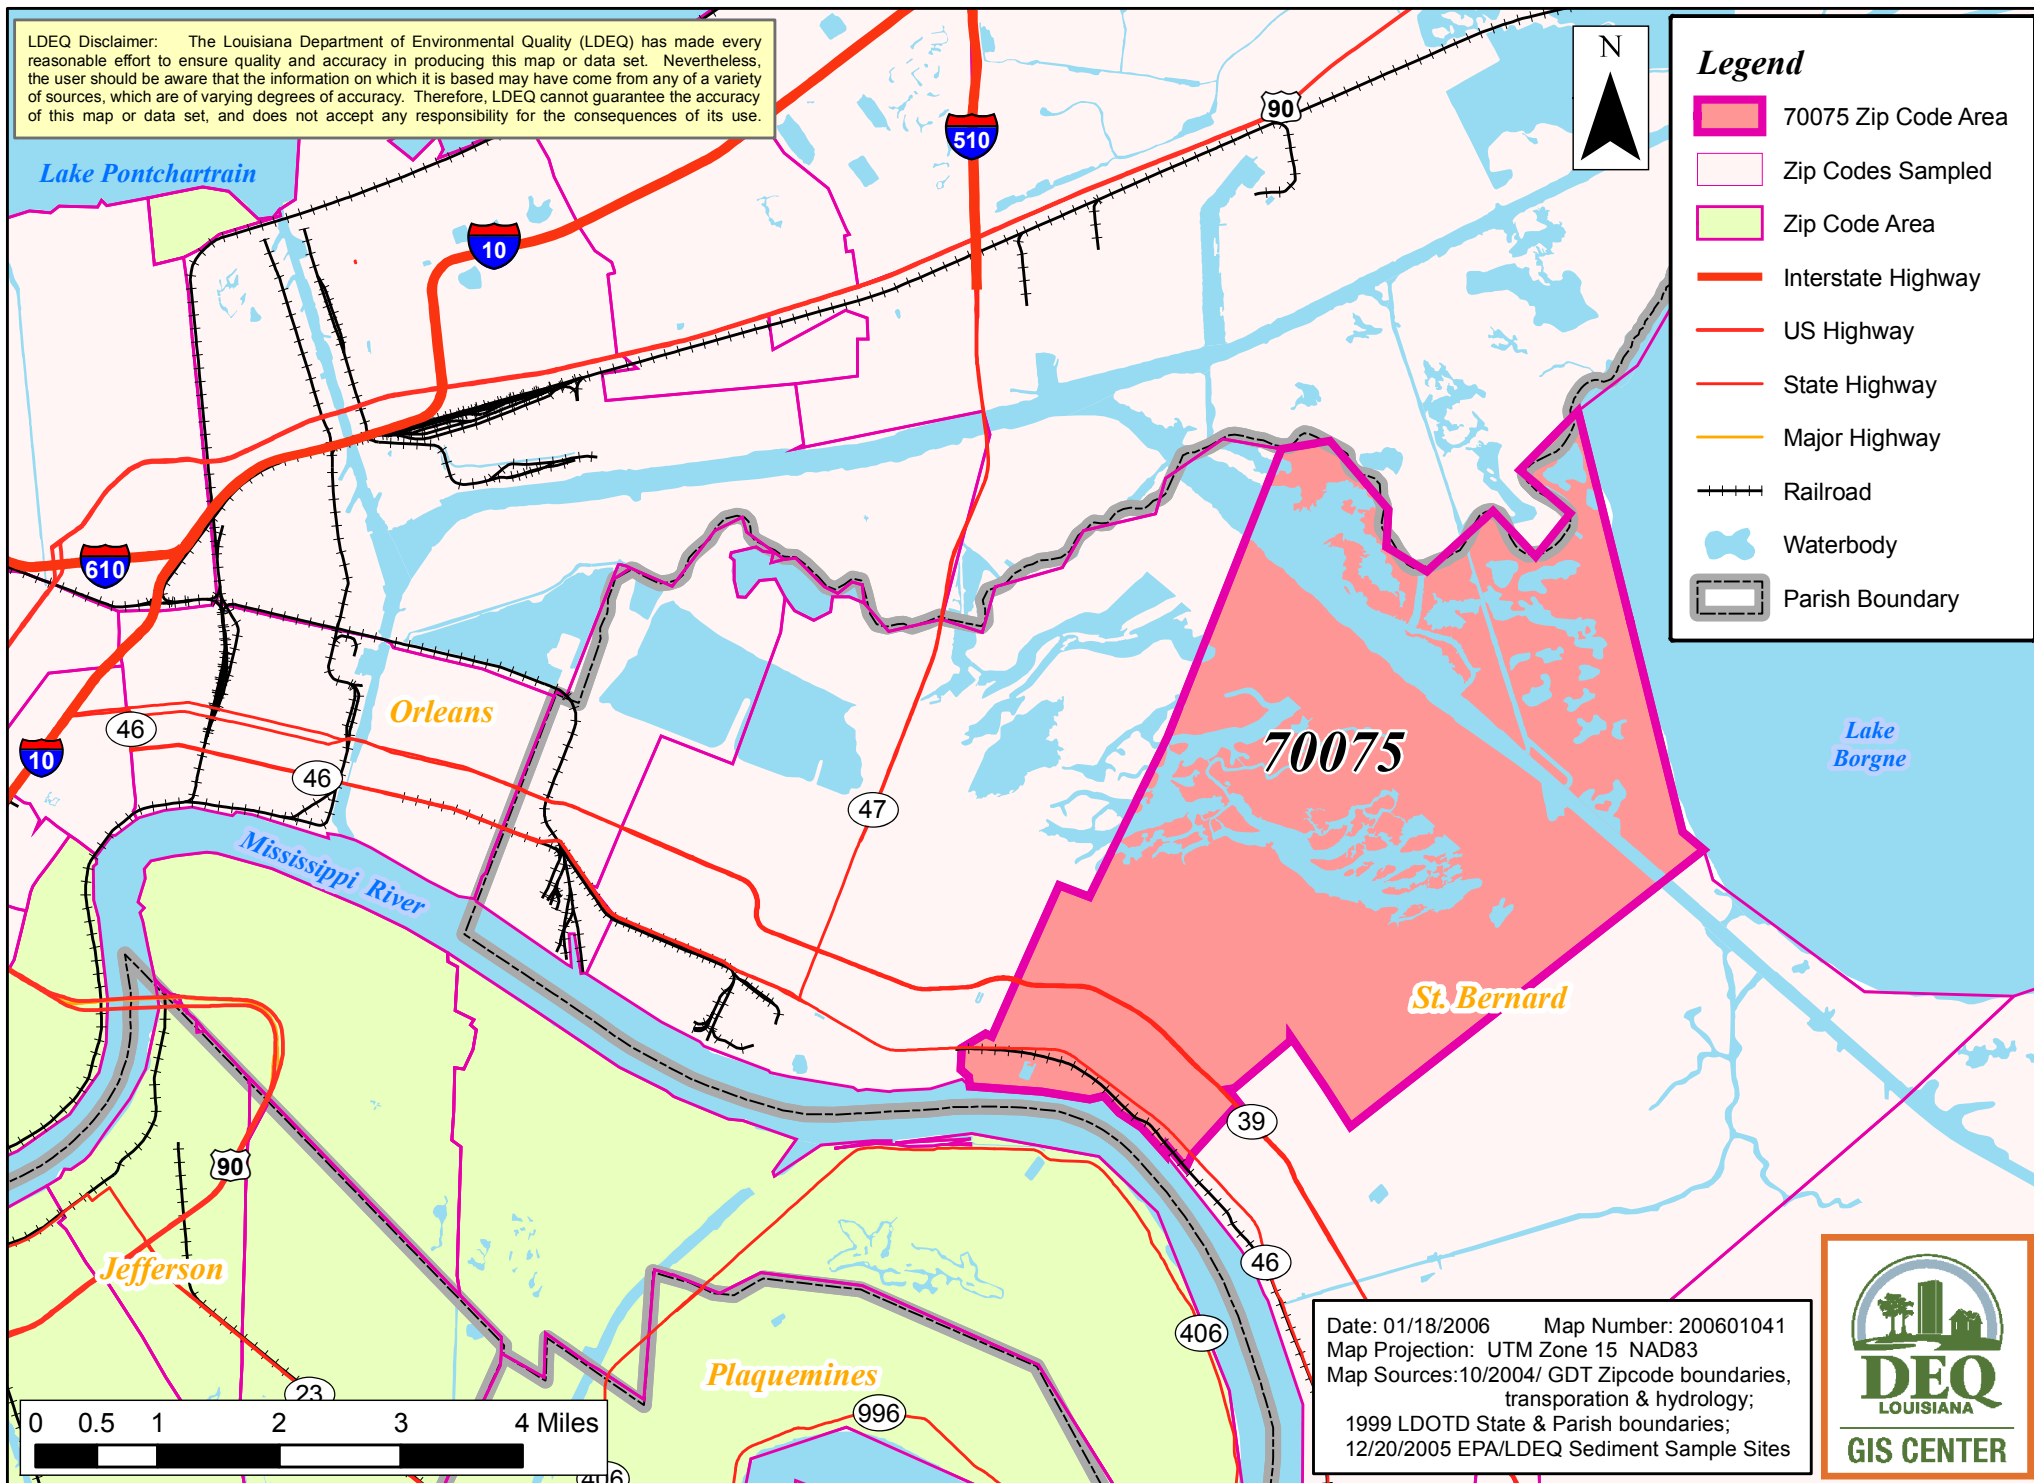 LDEQ Disclaimer: The Louisiana Department of Environmental Quality (LDEQ) has made every
reasonable effort to ensure quality and accuracy in producing this map or data set. Nevertheless,
the user should be aware that the information on which it is based may have come from any of a variety
of sources, which are of varying degrees of accuracy. Therefore, LDEQ cannot guarantee the accuracy
of this map or data set, and does not accept any responsibility for the consequences of its use.
N
Legend
70075 Zip Code Area
Zip Codes Sampled
Zip Code Area
Interstate Highway
US Highway
State Highway
Major Highway
Railroad
Waterbody
Parish Boundary
90
510
Lake Pontchartrain
10
610
Orleans
46
10
46
47
70075
Lake
Borgne
Mississippi River
St. Bernard
39
90
46
Jefferson
406
Plaquemines
23
996
406
0 0.5 1 2 3 4 Miles
Date: 01/18/2006 Map Number: 200601041
Map Projection: UTM Zone 15 NAD83
Map Sources:10/2004/ GDT Zipcode boundaries,
transporation & hydrology;
1999 LDOTD State & Parish boundaries;
12/20/2005 EPA/LDEQ Sediment Sample Sites
DEQ
LOUISIANA
GIS CENTER